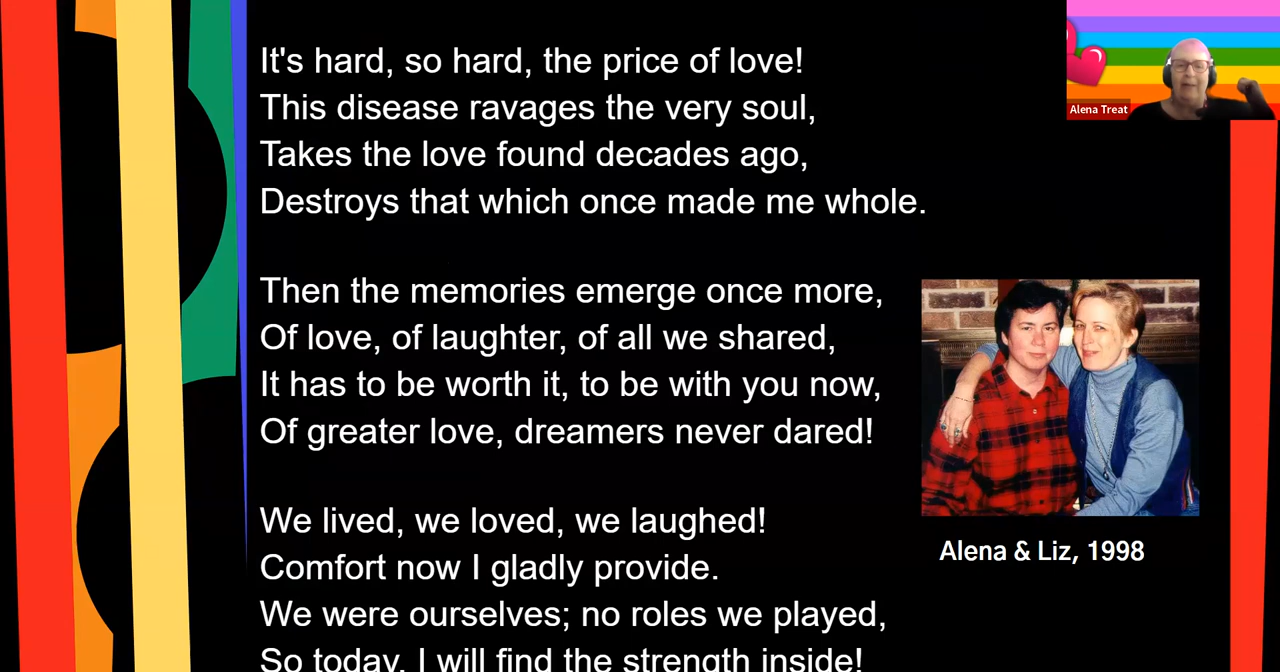 It's hard, so hard, the price of love!
This disease ravages the very soul,
Takes the love found decades ago,
Destroys that which once made me whole.
Then the memories emerge once more,
Of love, of laughter, of all we shared,
It has to be worth it, to be with you now,
Of greater love, dreamers never dared!
We lived, we loved, we laughed!
Comfort now I gladly provide.
We were ourselves; no roles we played,
So today, I will find the strength inside!
Alena Treat
Alena & Liz, 1998